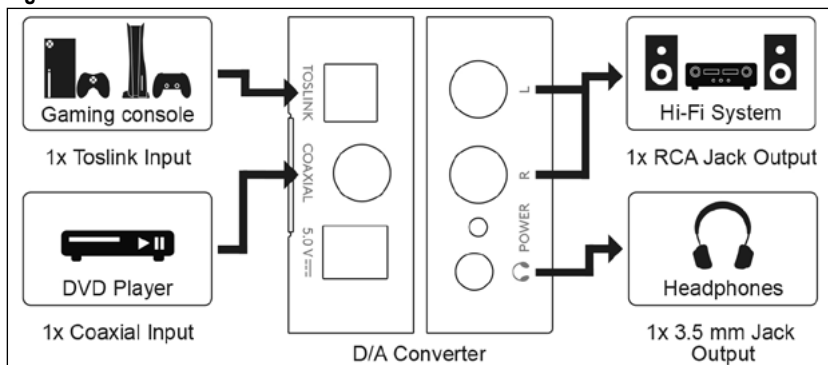 Gaming console
1x Toslink Input
DVD Player
1x Coaxial Input
TOSLINK
COAXIAL
5.0 V
L
R
POWER
D/A Converter
Hi-Fi System
1x RCA Jack Output
Headphones
1x 3.5 mm Jack
Output